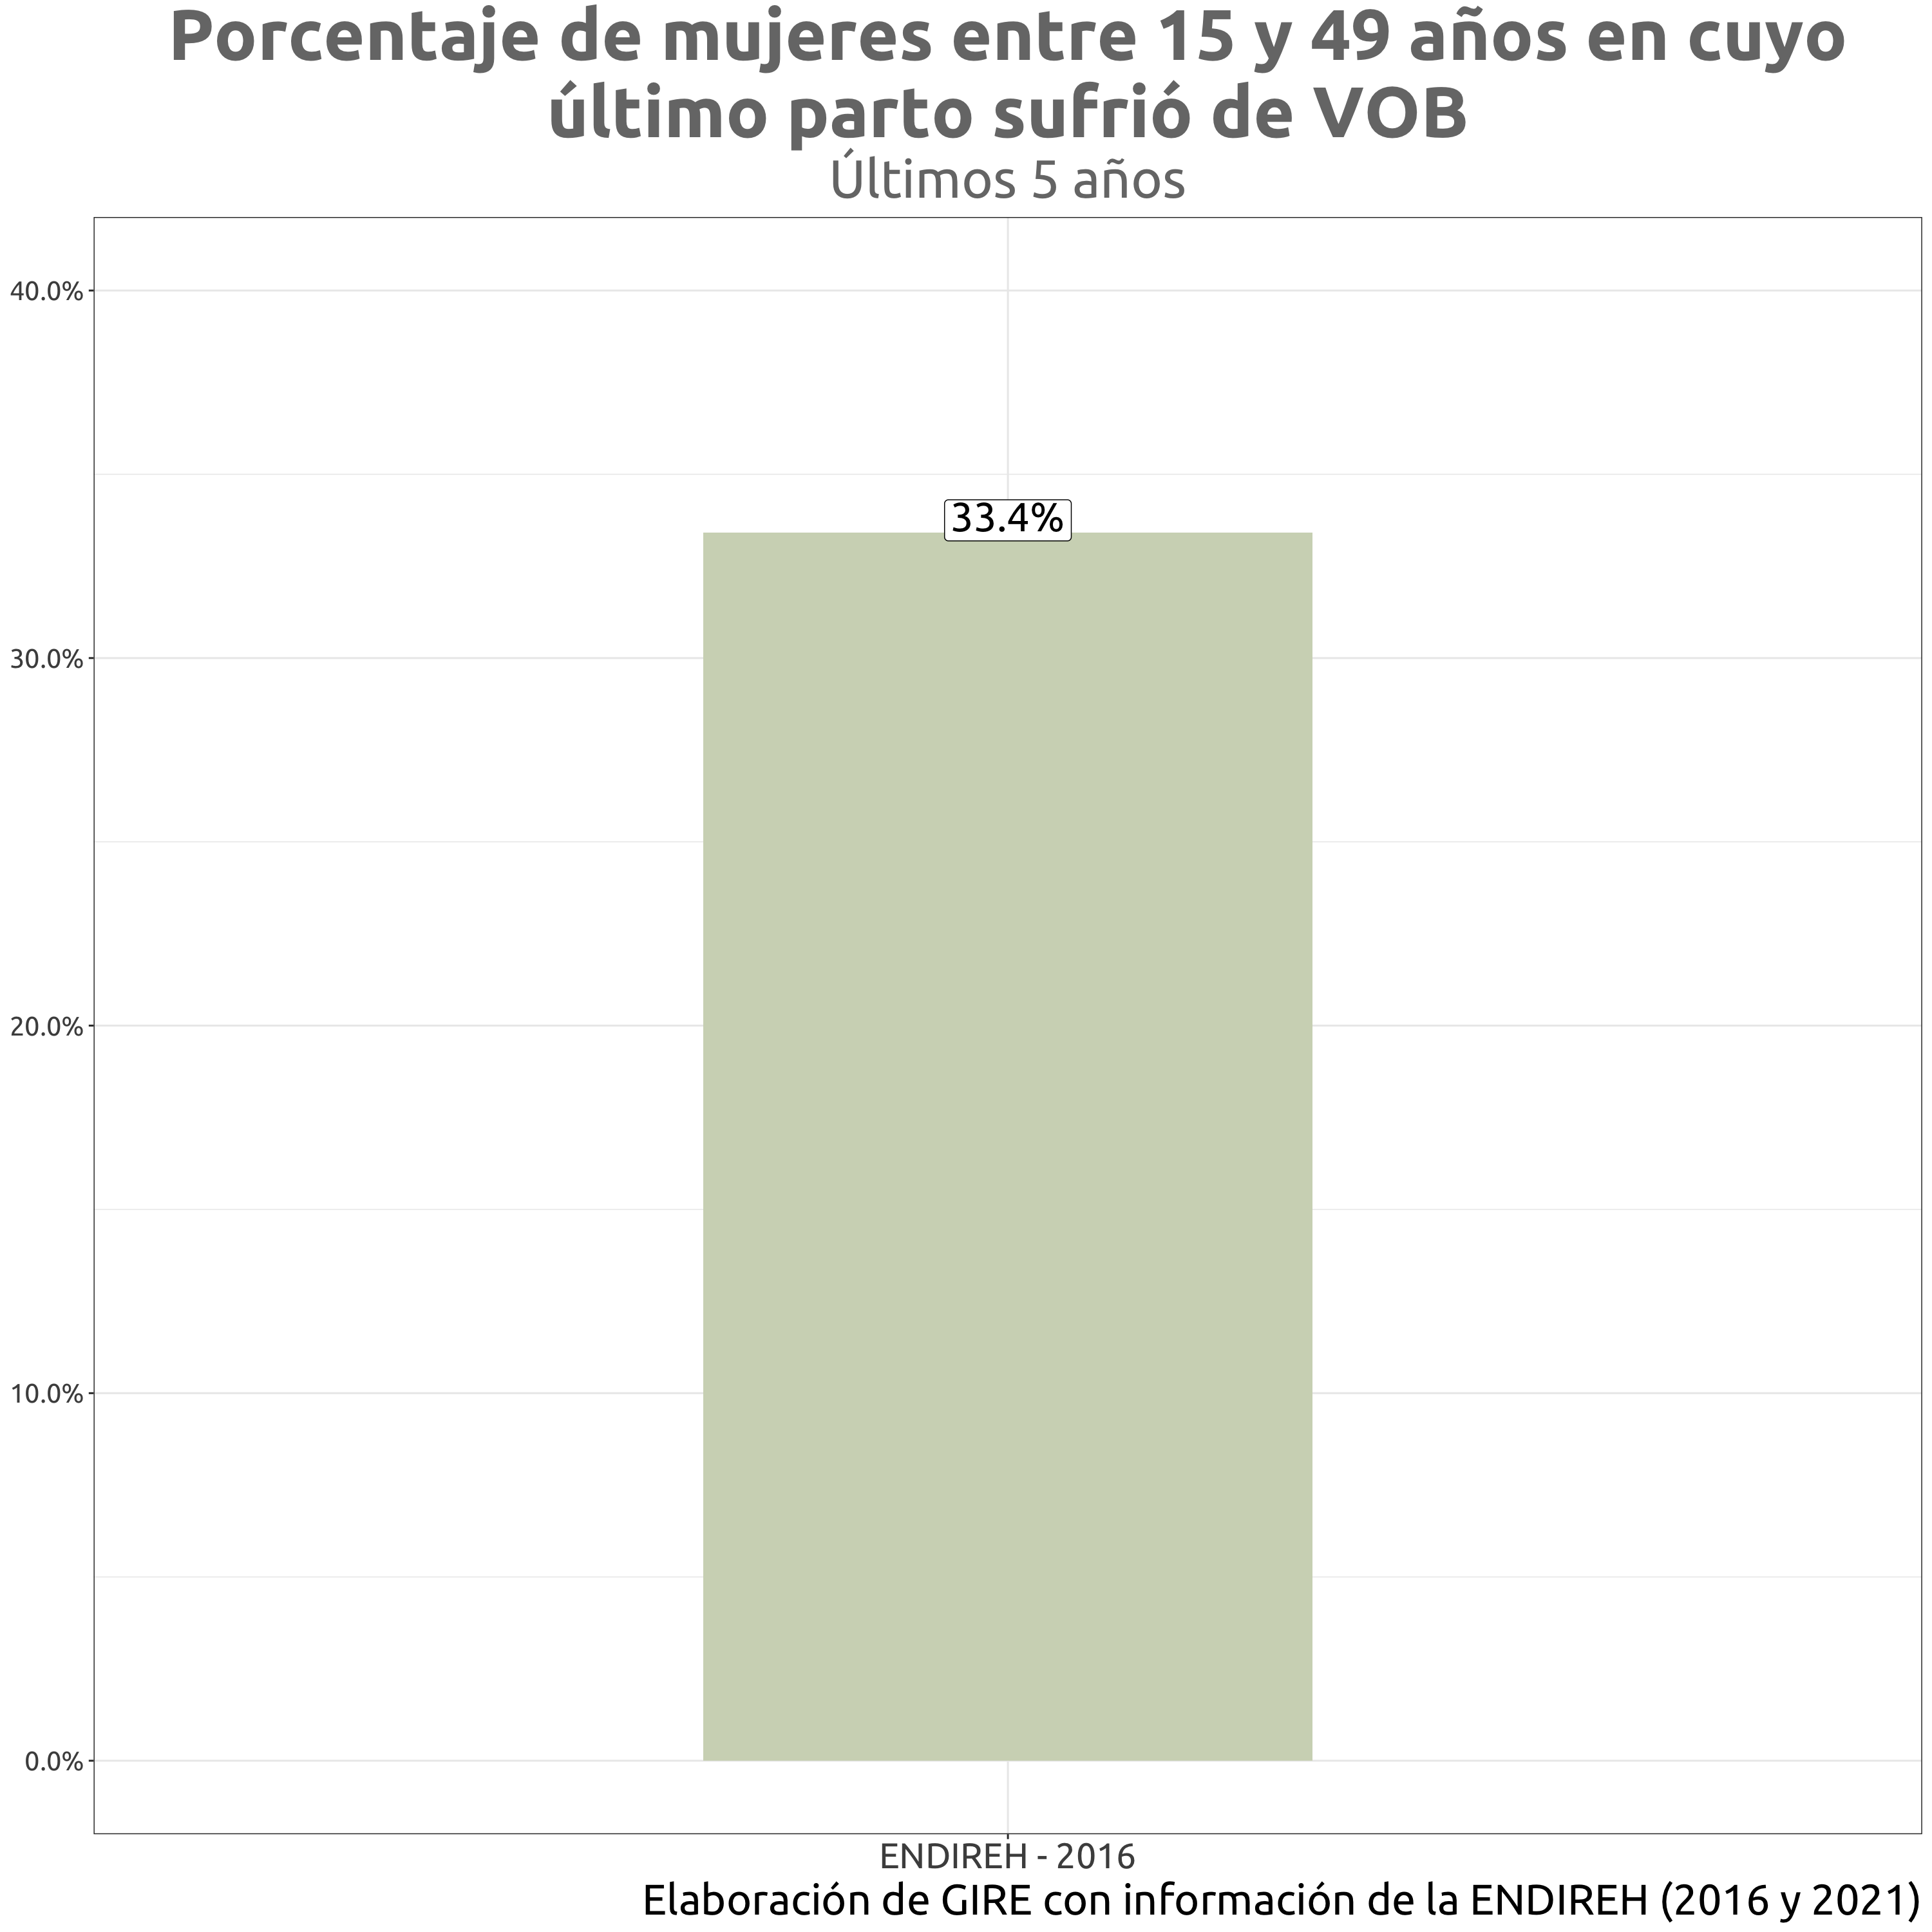 Porcentaje de mujeres entre 15 y 49 años en cuyo
último parto sufrió de VOB
Últimos 5 años
40.0%
33.4%
30.0%
20.0%
10.0%
0.0%
ENDIREH - 2016
Elaboración de GIRE con información de la ENDIREH (2016 y 2021)